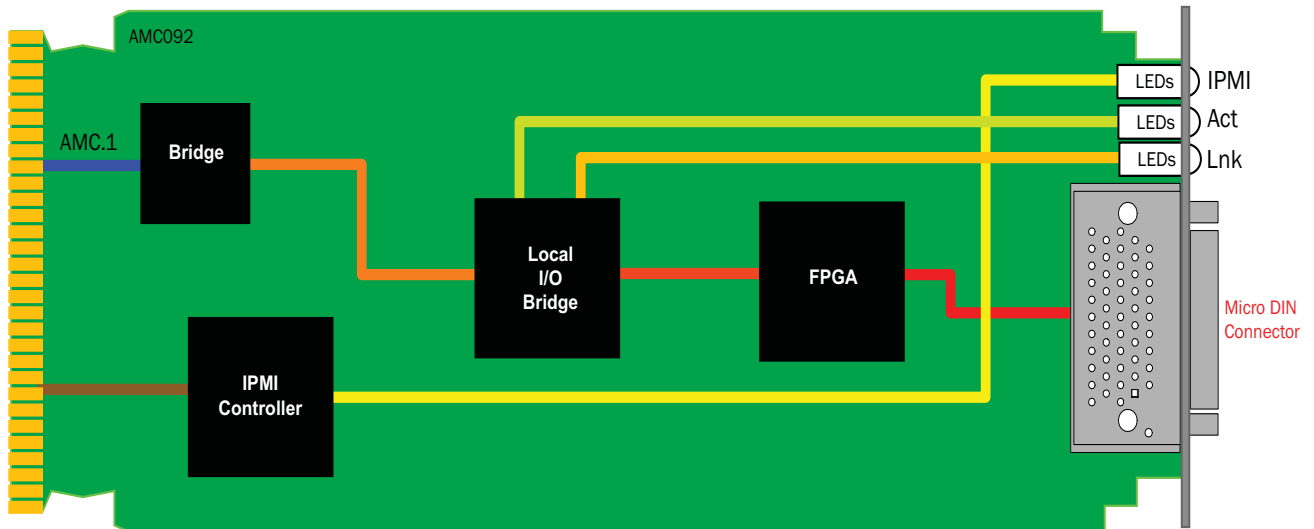 AMC092
LEDs IPMI
LEDs Act
LEDs Lnk
AMC.1
Bridge
Local
I/O
Bridge
FPGA
Micro DIN
Connector
IPMI
Controller